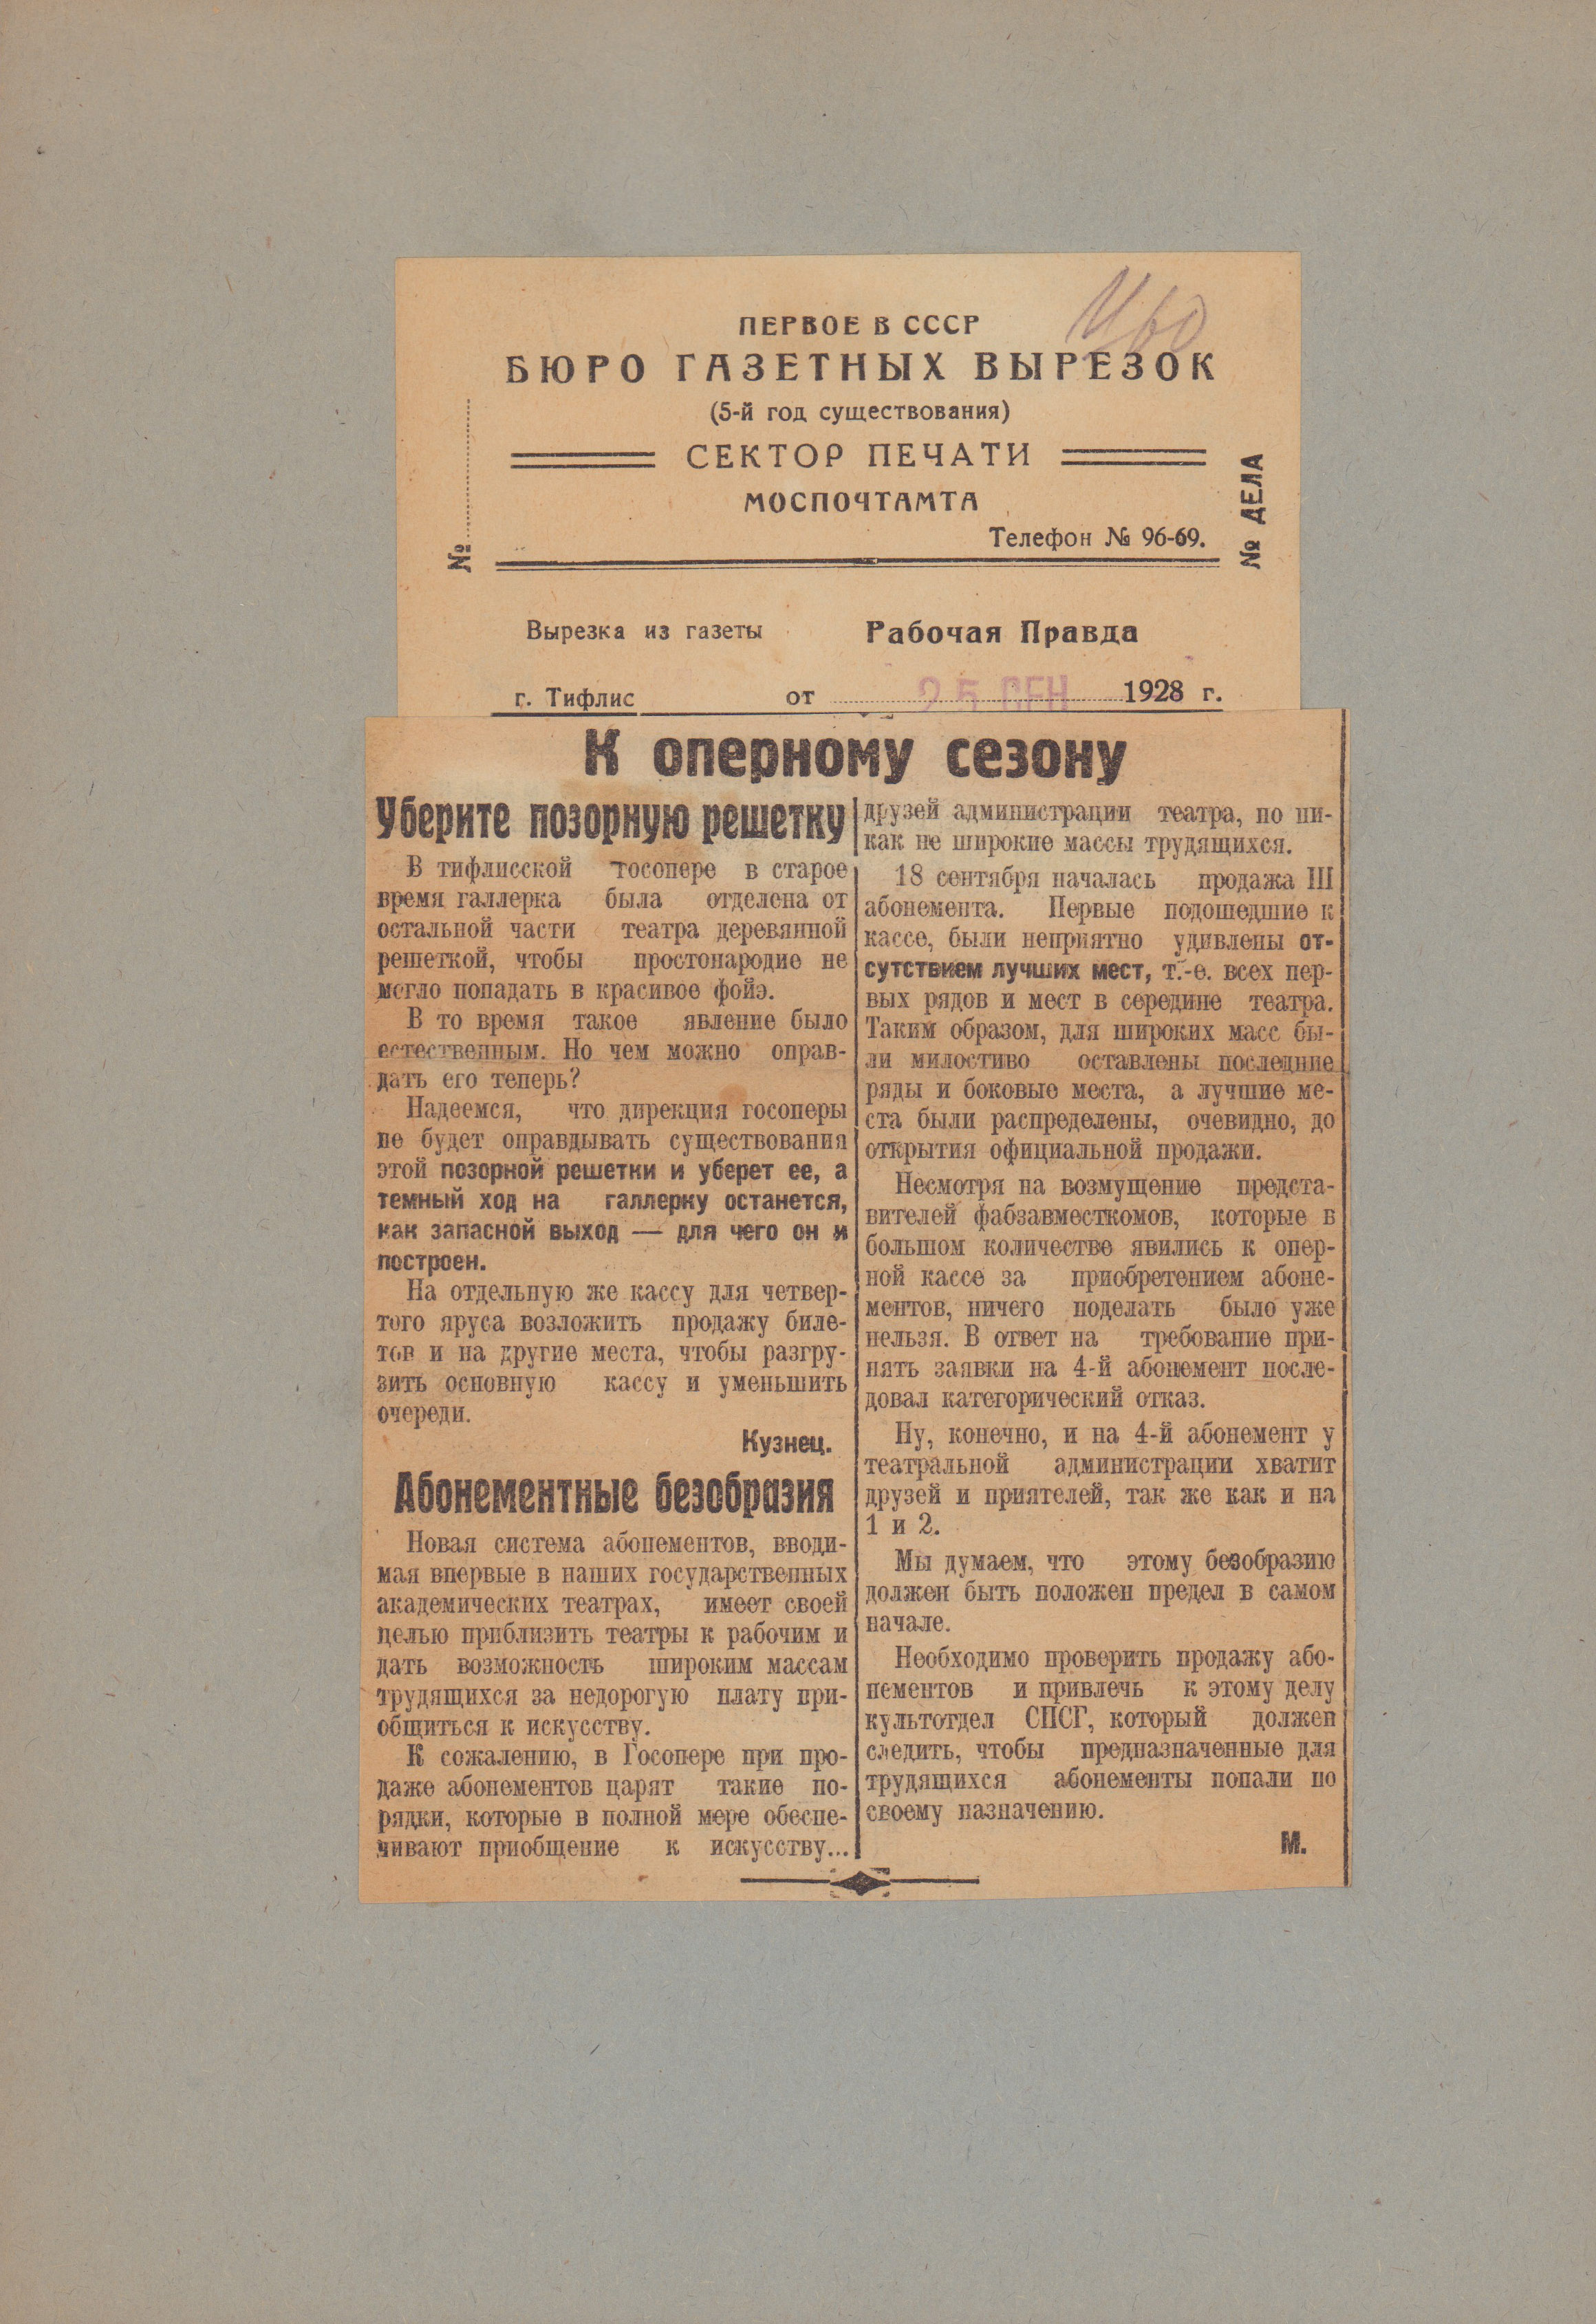 ПЕРВОЕ В СССР
БЮРО ГАЗЕТНЫХ ВЫРЕЗОК
(5-й год существования)
СЕКТОР ПЕЧАТИ
МОСПОЧТАМТА
Телефон № 96-69.
№
№ ДЕЛА
Вырезка из газеты Рабочая Правда
г. Тифлис от 25 СЕН 1928 г.
К оперному сезону
Уберите позорную решетку
В тифлисской госопере в старое
время галлерка была отделена от
остальной части театра деревянной
решеткой, чтобы простонародие не
могло попадать в красивое фойэ.
В то время такое явление было
естественным. Но чем можно оправ-
дать его теперь?
Надеемся, что дирекция госоперы
не будет оправдывать существования
этой позорной решетки и уберет ее, а
темный ход на галлерку останется,
как запасной выход — для чего он и
построен.
На отдельную же кассу для четвер-
того яруса возложить продажу биле-
тов и на другие места, чтобы разгру-
зить основную кассу и уменьшить
очереди.
Кузнец.
Абонементные безобразия
Новая система абонементов, вводи-
мая впервые в наших государственных
академических театрах, имеет своей
целью приблизить театры к рабочим и
дать возможность широким массам
трудящихся за недорогую плату при-
общиться к искусству.
К сожалению, в Госопере при про-
даже абонементов царят такие по-
рядки, которые в полной мере обеспе-
чивают приобщение к искусству...
друзей администрации театра, но ни-
как не широкие массы трудящихся.
18 сентября началась продажа III
абонемента. Первые подошедшие к
кассе, были неприятно удивлены от-
сутствием лучших мест, т.-е. всех пер-
вых рядов и мест в середине театра.
Таким образом, для широких масс бы-
ли милостиво оставлены последние
ряды и боковые места, а лучшие ме-
ста были распределены, очевидно, до
открытия официальной продажи.
Несмотря на возмущение предста-
вителей фабзавместкомов, которые в
большом количестве явились к опер-
ной кассе за приобретением абоне-
ментов, ничего поделать было уже
нельзя. В ответ на требование при-
нять заявки на 4-й абонемент после-
довал категорический отказ.
Ну, конечно, и на 4-й абонемент у
театральной администрации хватит
друзей и приятелей, так же как и на
1 и 2.
Мы думаем, что этому безобразию
должен быть положен предел в самом
начале.
Необходимо проверить продажу або-
нементов и привлечь к этому делу
культотдел СПСГ, который должен
следить, чтобы предназначенные для
трудящихся абонементы попали по
своему назначению.
М.